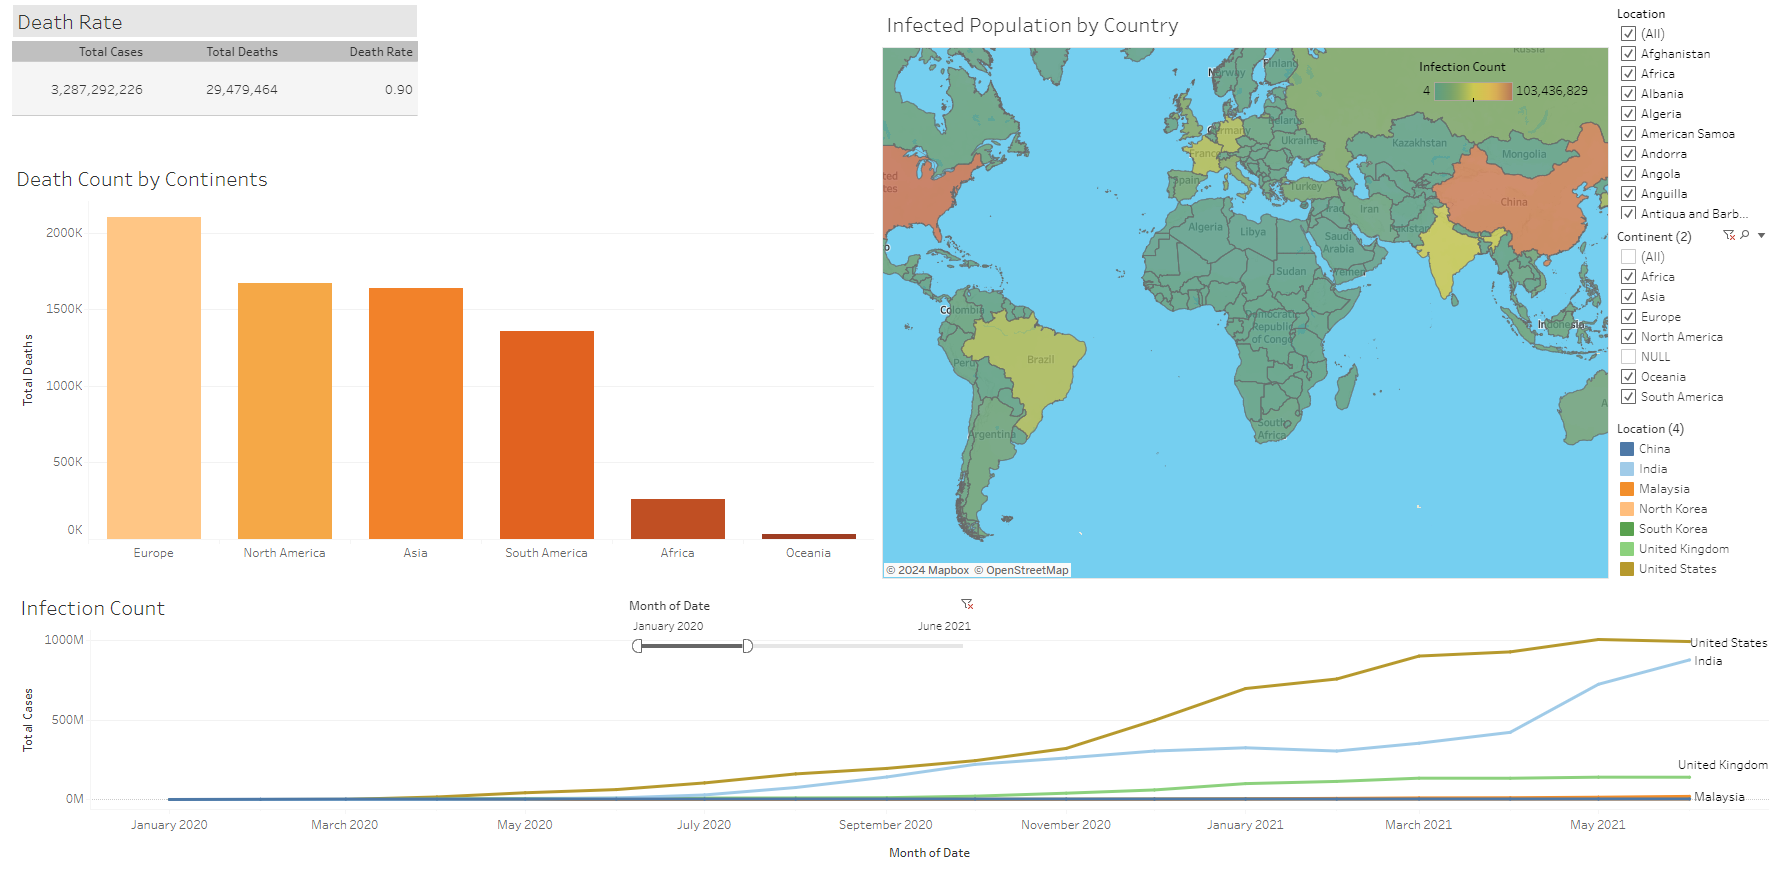 Death Rate
Total Cases Total Deaths Death Rate
3,287,292,226 29,479,464 0.90
Death Count by Continents
Total Deaths
2000K
1500K
1000K
500K
0K
Europe North America Asia South America Africa Oceania
Infected Population by Country
Infection Count
4 103,436,829
Russia
Norway
Finland
Belarus
Germany
Ukraine
France
Kazakhstan
Mongolia
Spain
Turkey
China
Iraq
Iran
Pakistan
Algeria
Libya
Saudi
Arabia
Sudan
Yemen
Colombia
Democratic
Republic
of Congo
Indonesia
Brazil
Peru
South
Africa
Argentina
© 2024 Mapbox © OpenStreetMap
Location
(All)
Afghanistan
Africa
Albania
Algeria
American Samoa
Andorra
Angola
Anguilla
Antigua and Barb...
Continent (2)
(All)
Africa
Asia
Europe
North America
NULL
Oceania
South America
Location (4)
China
India
Malaysia
North Korea
South Korea
United Kingdom
United States
Infection Count
Month of Date
January 2020 June 2021
Total Cases
1000M
500M
0M
United States
India
United Kingdom
Malaysia
January 2020 March 2020 May 2020 July 2020 September 2020 November 2020 January 2021 March 2021 May 2021
Month of Date